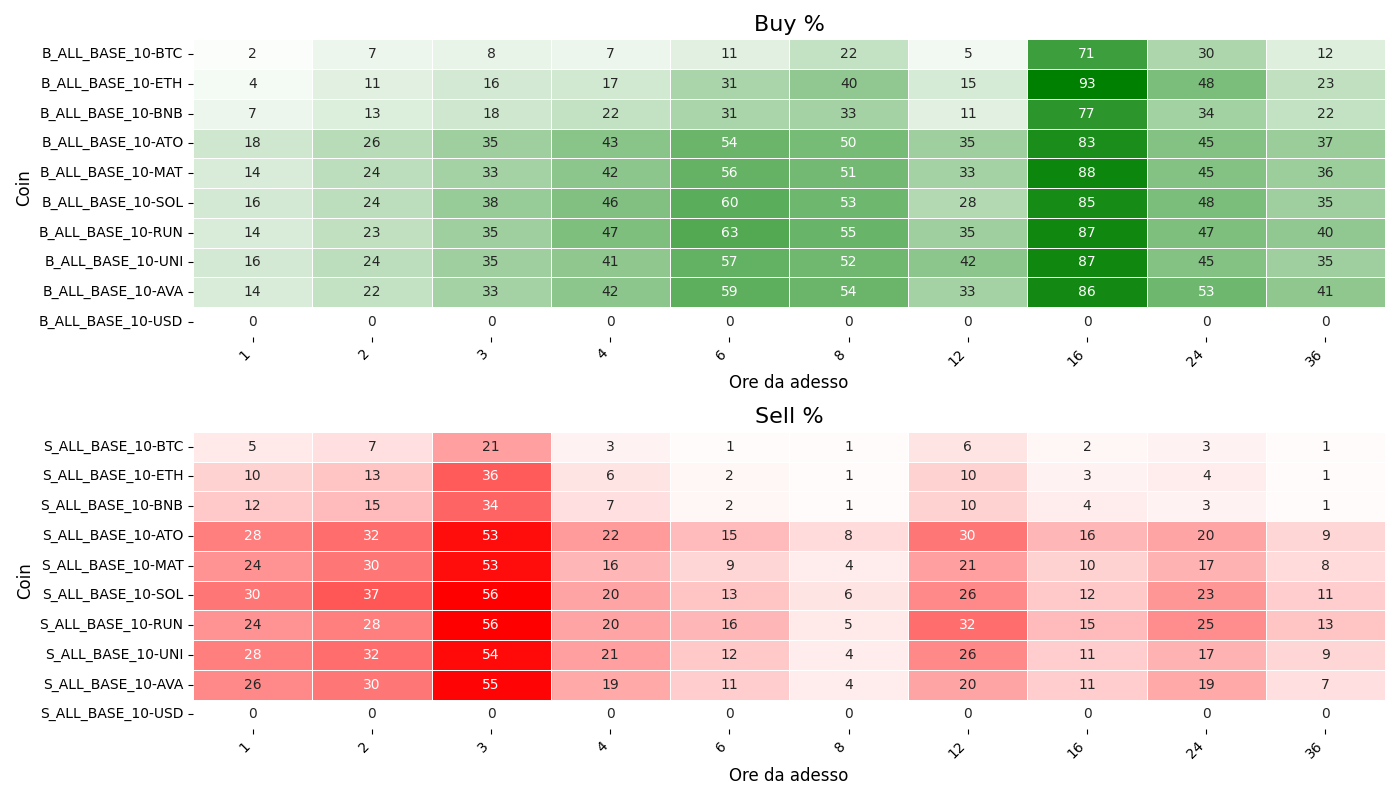 Buy %
Coin
B_ALL_BASE_10-BTC 2 7 8 7 11 22 5 71 30 12
B_ALL_BASE_10-ETH 4 11 16 17 31 40 15 93 48 23
B_ALL_BASE_10-BNB 7 13 18 22 31 33 11 77 34 22
B_ALL_BASE_10-ATO 18 26 35 43 54 50 35 83 45 37
B_ALL_BASE_10-MAT 14 24 33 42 56 51 33 88 45 36
B_ALL_BASE_10-SOL 16 24 38 46 60 53 28 85 48 35
B_ALL_BASE_10-RUN 14 23 35 47 63 55 35 87 47 40
B_ALL_BASE_10-UNI 16 24 35 41 57 52 42 87 45 35
B_ALL_BASE_10-AVA 14 22 33 42 59 54 33 86 53 41
B_ALL_BASE_10-USD 0 0 0 0 0 0 0 0 0 0
1 2 3 4 6 8 12 16 24 36
Ore da adesso
Sell %
Coin
S_ALL_BASE_10-BTC 5 7 21 3 1 1 6 2 3 1
S_ALL_BASE_10-ETH 10 13 36 6 2 1 10 3 4 1
S_ALL_BASE_10-BNB 12 15 34 7 2 1 10 4 3 1
S_ALL_BASE_10-ATO 28 32 53 22 15 8 30 16 20 9
S_ALL_BASE_10-MAT 24 30 53 16 9 4 21 10 17 8
S_ALL_BASE_10-SOL 30 37 56 20 13 6 26 12 23 11
S_ALL_BASE_10-RUN 24 28 56 20 16 5 32 15 25 13
S_ALL_BASE_10-UNI 28 32 54 21 12 4 26 11 17 9
S_ALL_BASE_10-AVA 26 30 55 19 11 4 20 11 19 7
S_ALL_BASE_10-USD 0 0 0 0 0 0 0 0 0 0
1 2 3 4 6 8 12 16 24 36
Ore da adesso